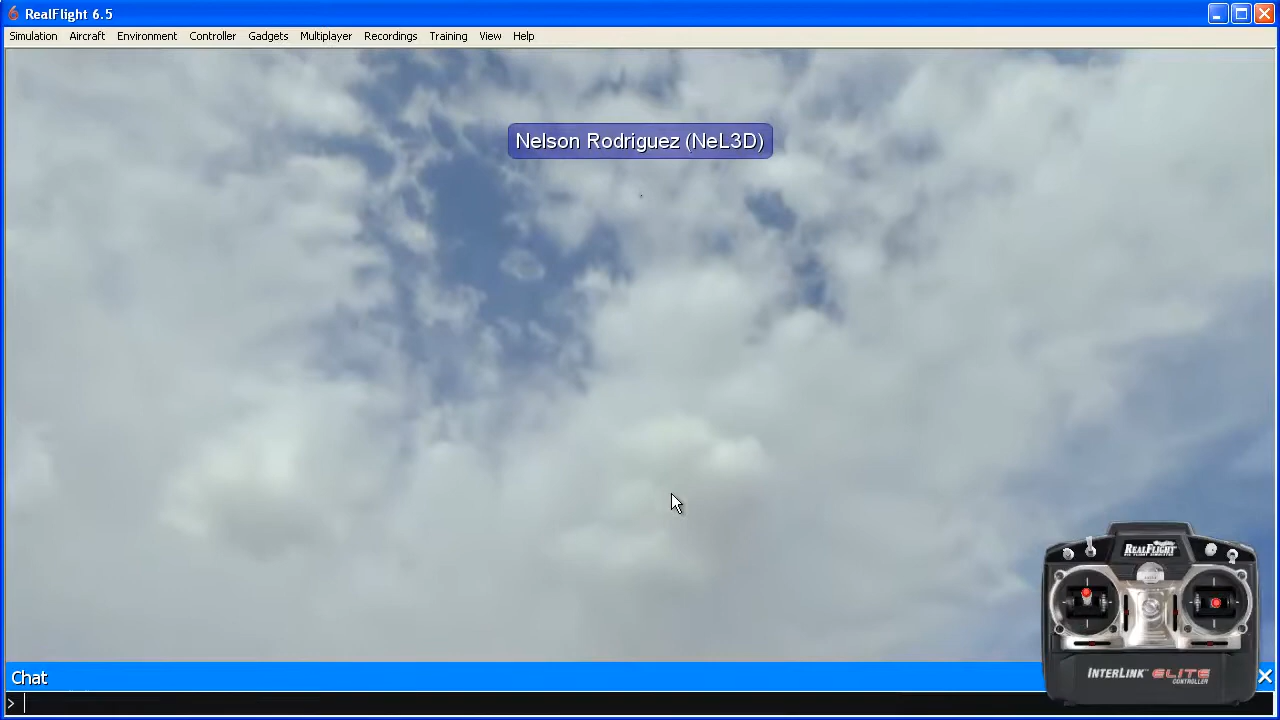 RealFlight 6.5
Simulation Aircraft Environment Controller Gadgets Multiplayer Recordings Training View Help
Nelson Rodriguez (NeL3D)
REALFLIGHT
INTERLINK ELITE
CONTROLLER
Chat
>